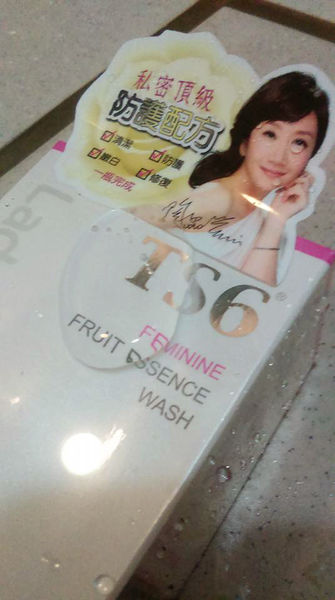 私密頂級
防護配方
清潔 防護
嫩白 修復
一瓶完成
Lad
TS6®
FEMININE
FRUIT ESSENCE
WASH